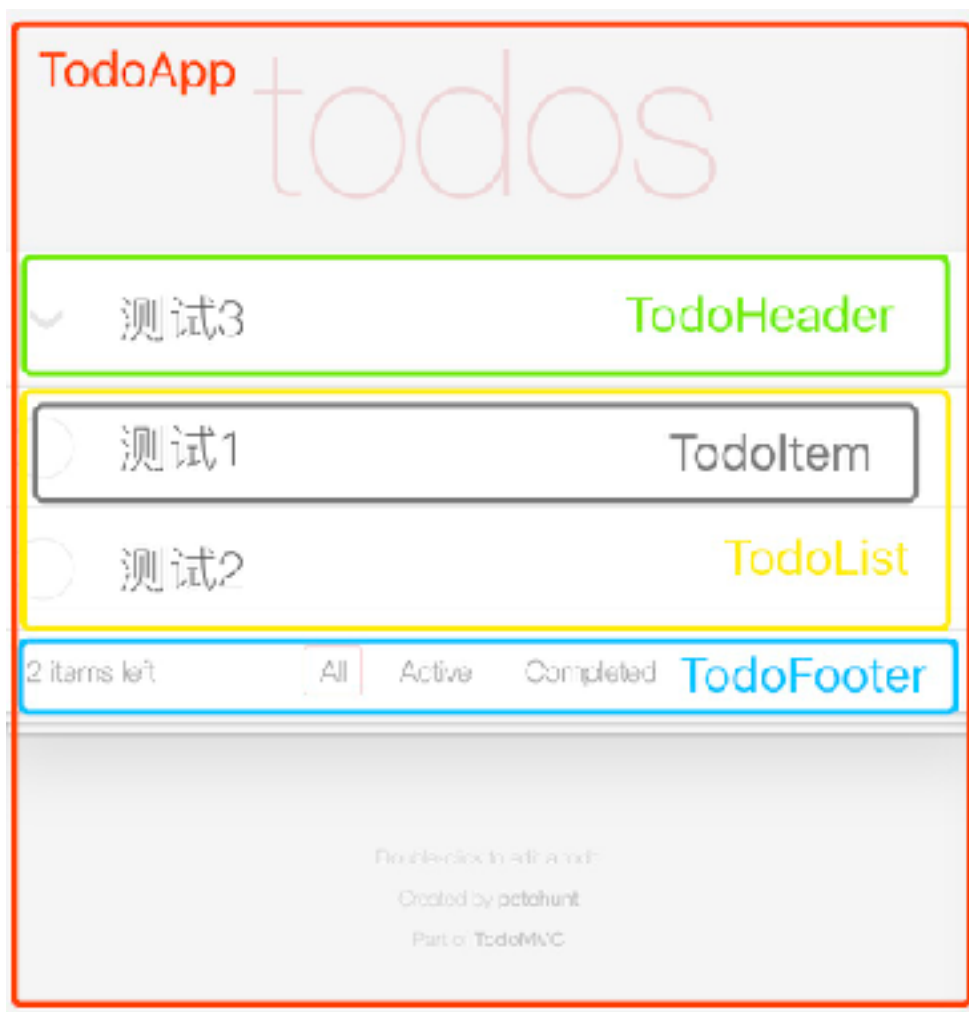 TodoApp
todos
测试3 TodoHeader
测试1 TodoItem
测试2 TodoList
2 items left All Active Completed TodoFooter
Double-click to edit a todo
Created by petehunt
Part of TodoMVC